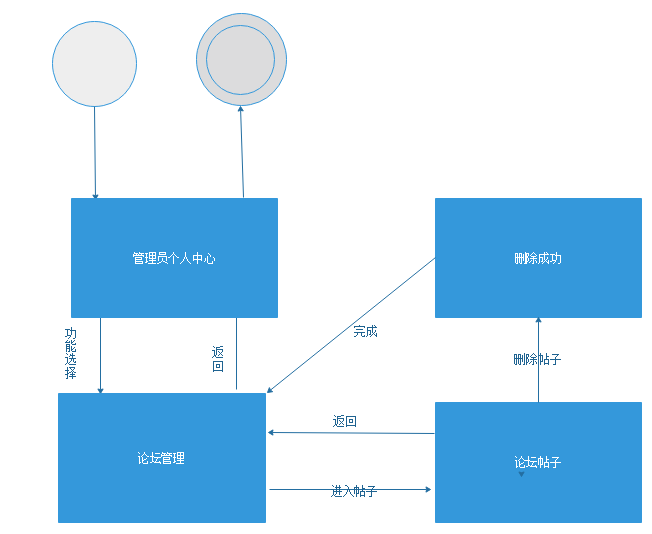 管理员个人中心
删除成功
功能选择
返回
完成
删除帖子
返回
论坛管理
论坛帖子
进入帖子